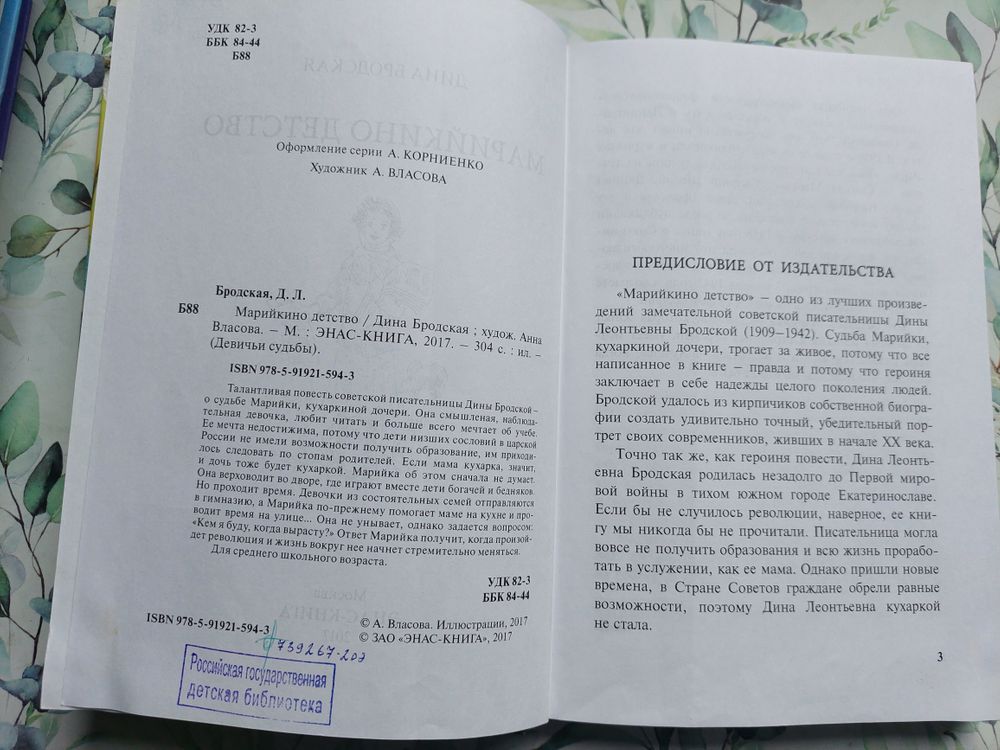 УДК 82-3
ББК 84-44
Б88
Оформление серии А. КОРНИЕНКО
Художник А. ВЛАСОВА
Бродская, Д. Л.
Б88
Марийкино детство / Дина Бродская ; худож. Анна
Власова. – М. : ЭНАС-КНИГА, 2017. – 304 с. : ил. –
(Девичьи судьбы).
ISBN 978-5-91921-594-3
Талантливая повесть советской писательницы Дины Бродской –
о судьбе Марийки, кухаркиной дочери. Она смышленая, наблюда-
тельная девочка, любит читать и больше всего мечтает об учебе.
Ее мечта недостижима, потому что дети низших сословий в царской
России не имели возможности получить образование, им приходи-
лось следовать по стопам родителей. Если мама кухарка, значит,
и дочь тоже будет кухаркой. Марийка об этом сначала не думает.
Она верховодит во дворе, где играют вместе дети богачей и бедняков.
Но проходит время. Девочки из состоятельных семей отправляются
в гимназию, а Марийка по-прежнему помогает маме на кухне и про-
водит время на улице... Она не унывает, однако задается вопросом:
«Кем я буду, когда вырасту?» Ответ Марийка получит, когда произой-
дет революция и жизнь вокруг нее начнет стремительно меняться.
Для среднего школьного возраста.
УДК 82-3
ББК 84-44
ISBN 978-5-91921-594-3
© А. Власова. Иллюстрации, 2017
© ЗАО «ЭНАС-КНИГА», 2017
739267-202
Российская государственная
детская библиотека
ПРЕДИСЛОВИЕ ОТ ИЗДАТЕЛЬСТВА
«Марийкино детство» – одно из лучших произве-
дений замечательной советской писательницы Дины
Леонтьевны Бродской (1909–1942). Судьба Марийки,
кухаркиной дочери, трогает за живое, потому что все
написанное в книге – правда и потому что героиня
заключает в себе надежды целого поколения людей.
Бродской удалось из кирпичиков собственной биогра-
фии создать удивительно точный, убедительный пор-
трет своих современников, живших в начале XX века.
Точно так же, как героиня повести, Дина Леонть-
евна Бродская родилась незадолго до Первой миро-
вой войны в тихом южном городе Екатеринославе.
Если бы не случилось революции, наверное, ее кни-
гу мы никогда бы не прочитали. Писательница могла
вовсе не получить образования и всю жизнь прорабо-
тать в услужении, как ее мама. Однако пришли новые
времена, в Стране Советов граждане обрели равные
возможности, поэтому Дина Леонтьевна кухаркой
не стала.
3